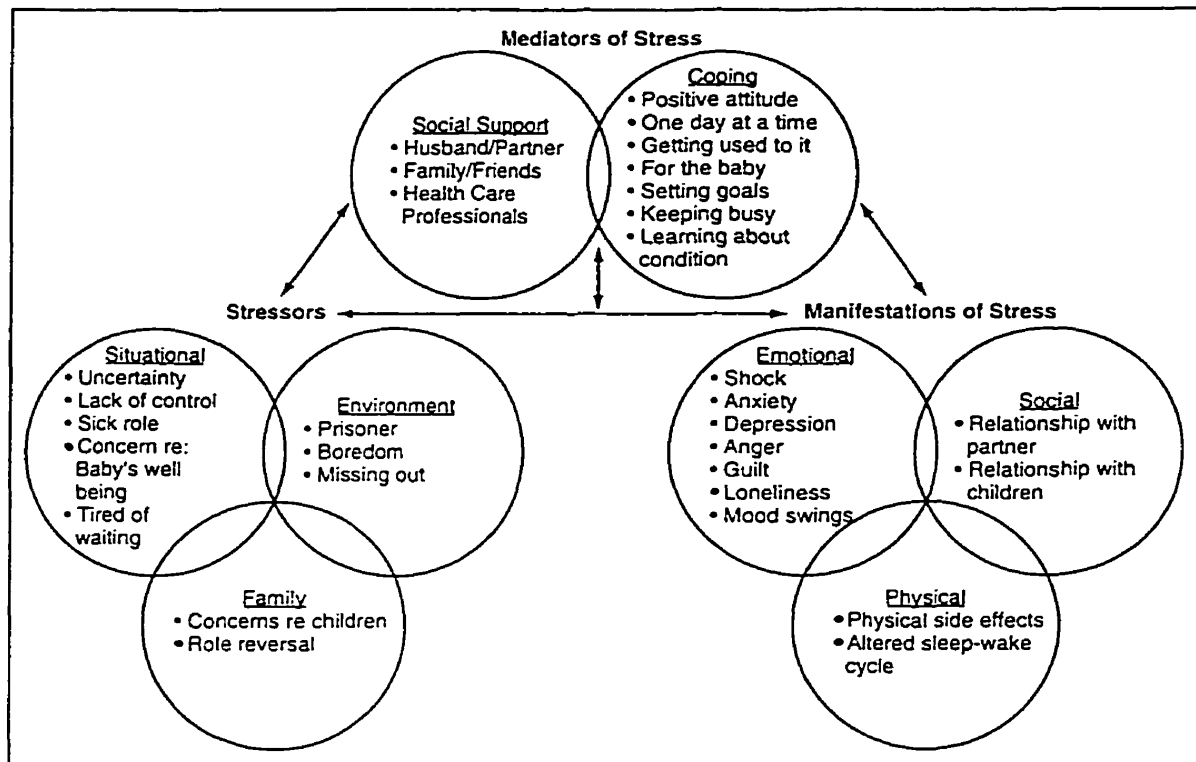 Mediators of Stress
Social Support
• Husband/Partner
• Family/Friends
• Health Care
Professionals
Coping
• Positive attitude
• One day at a time
• Getting used to it
• For the baby
• Setting goals
• Keeping busy
• Learning about
condition
Stressors
Manifestations of Stress
Situational
• Uncertainty
• Lack of control
• Sick role
• Concern re:
Baby's well
being
• Tired of
waiting
Environment
• Prisoner
• Boredom
• Missing out
Family
• Concerns re children
• Role reversal
Emotional
• Shock
• Anxiety
• Depression
• Anger
• Guilt
• Loneliness
• Mood swings
Social
• Relationship with
partner
• Relationship with
children
Physical
• Physical side effects
• Altered sleep-wake
cycle